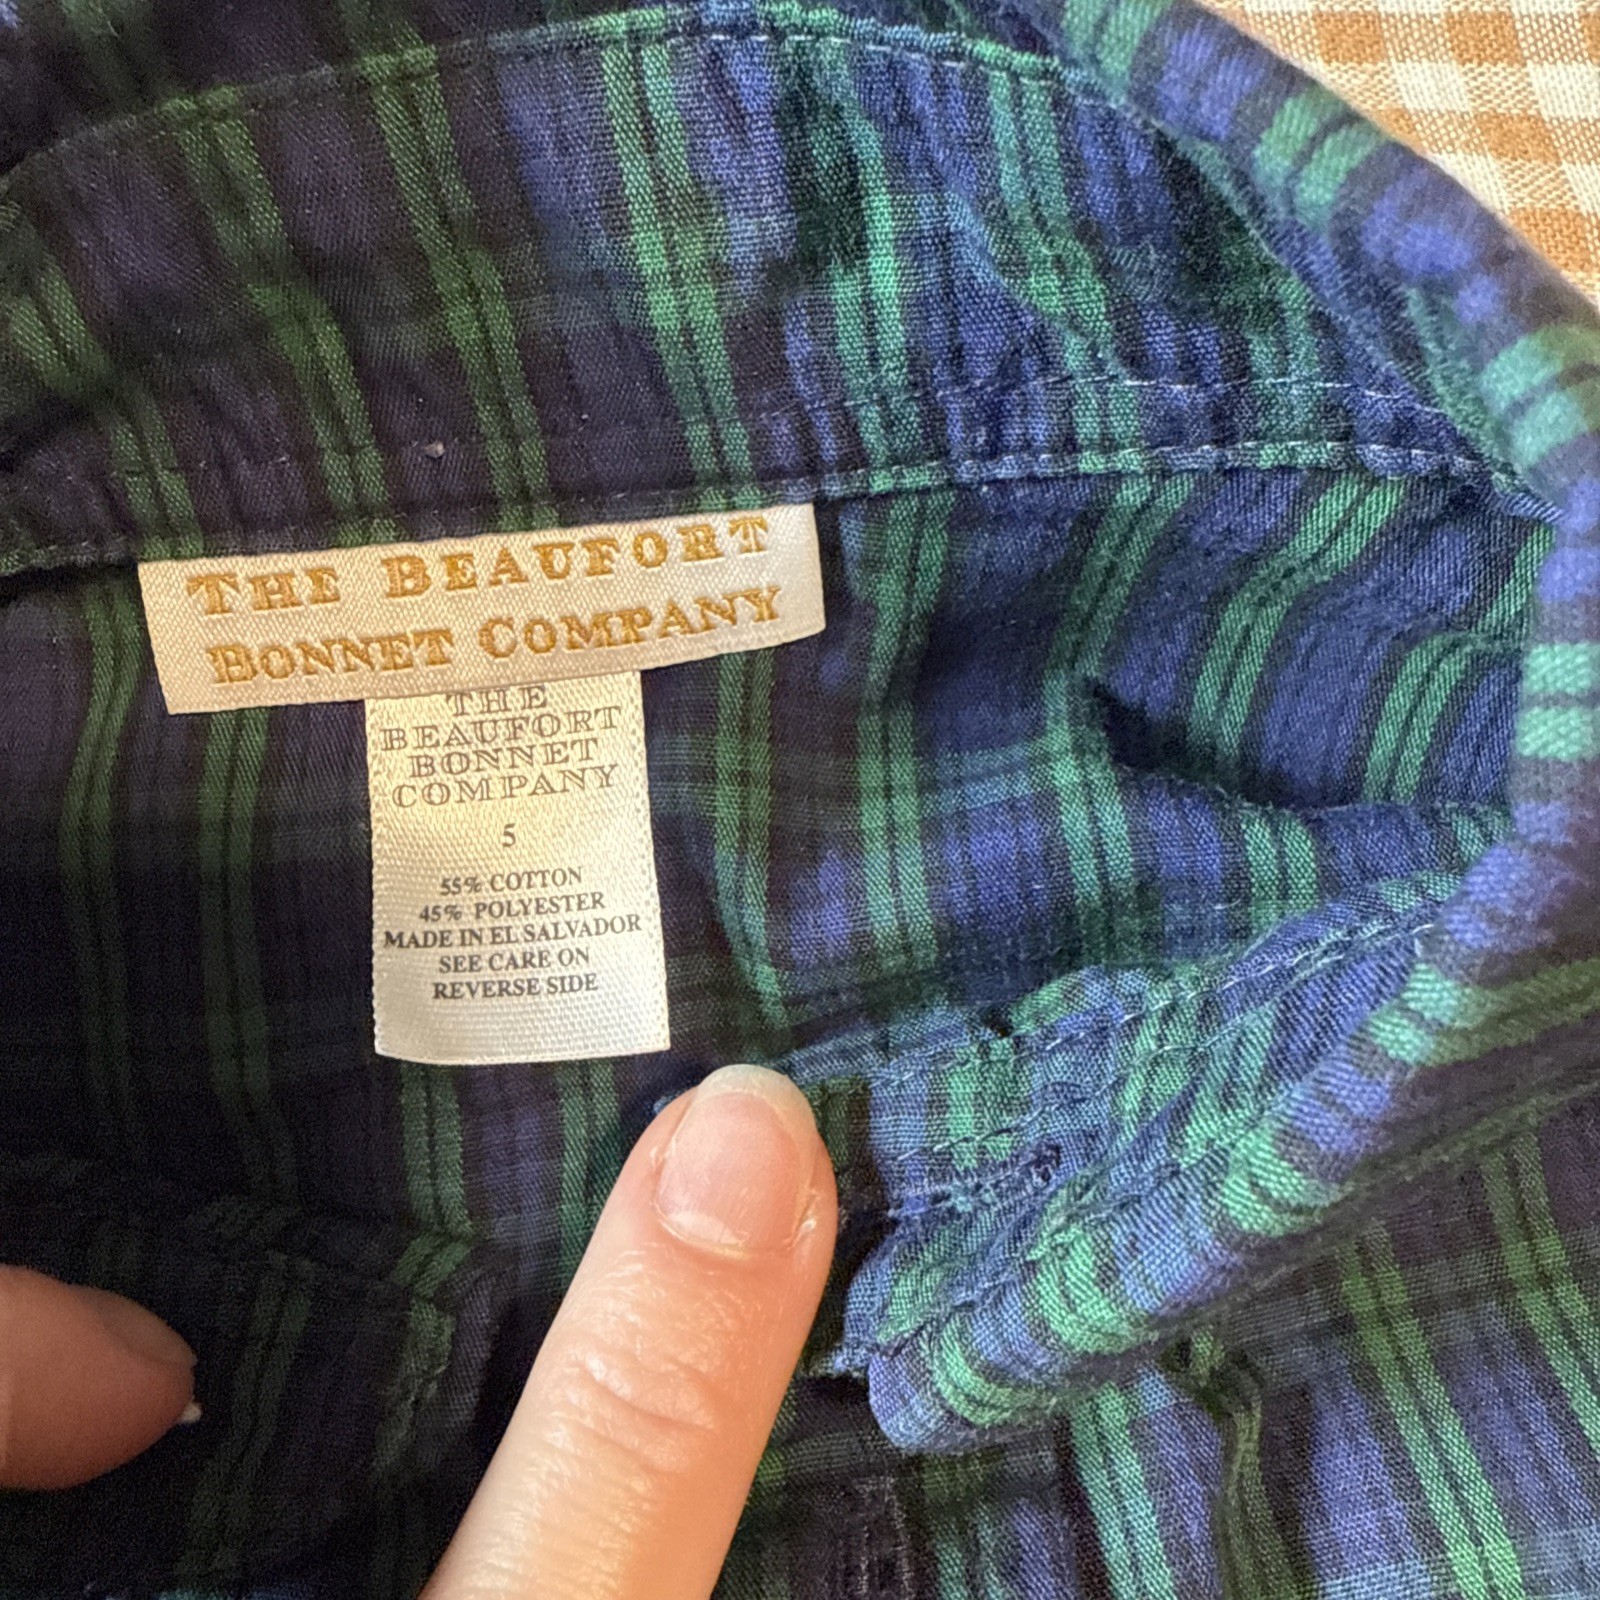 THE BEAUFORT
BONNET COMPANY
THE
BEAUFORT
BONNET
COMPANY
5
55% COTTON
45% POLYESTER
MADE IN EL SALVADOR
SEE CARE ON
REVERSE SIDE